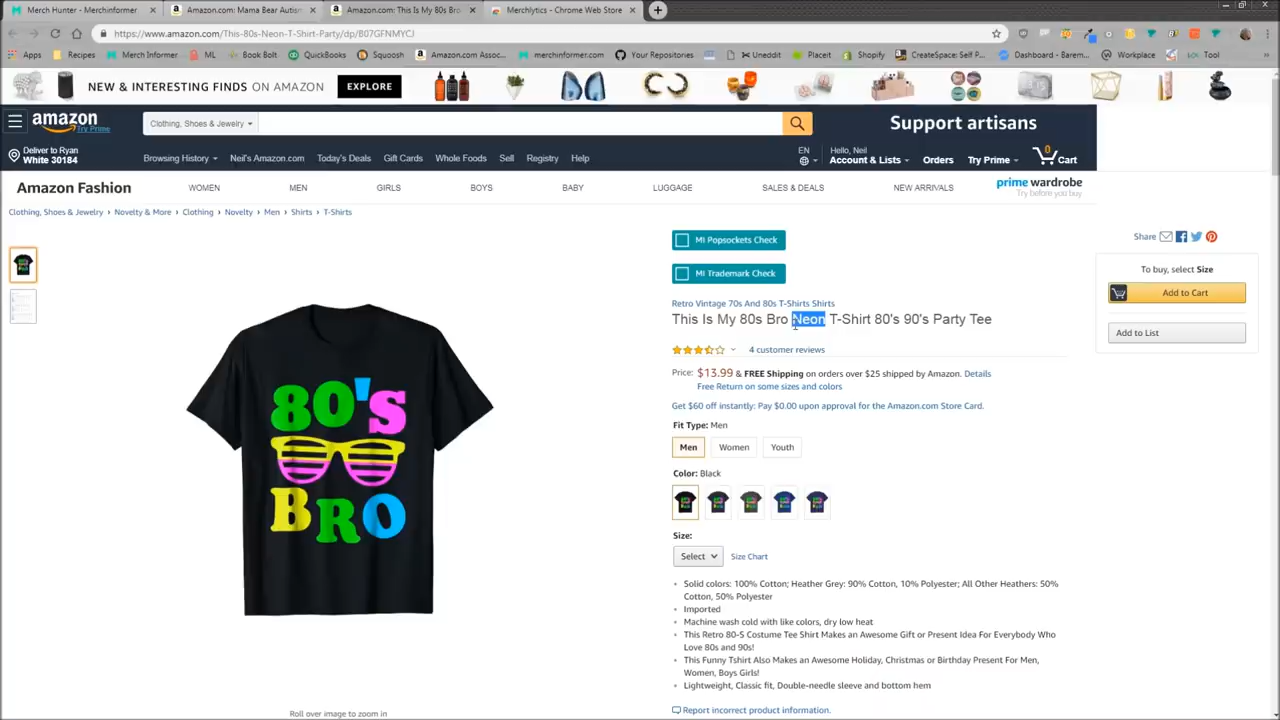 Merch Hunter - Merchinformer
Amazon.com: Mama Bear Autism
Amazon.com: This Is My 80s Bro
Merchlytics - Chrome Web Store
https://www.amazon.com/This-80s-Neon-T-Shirt-Party/dp/B07GFNMYCJ
Apps
Recipes
Merch Informer
ML
Book Bolt
QuickBooks
Squoosh
Amazon.com Assoc...
merchinformer.com
Your Repositories
Uneddit
Placeit
Shopify
CreateSpace: Self P...
Dashboard - Barem...
Workplace
Tool
NEW & INTERESTING FINDS ON AMAZON
EXPLORE
amazon
Try Prime
Clothing, Shoes & Jewelry
Support artisans
Deliver to Ryan
White 30184
Browsing History
Neil's Amazon.com
Today's Deals
Gift Cards
Whole Foods
Sell
Registry
Help
EN
Hello, Neil
Account & Lists
Orders
Try Prime
0
Cart
Amazon Fashion
WOMEN
MEN
GIRLS
BOYS
BABY
LUGGAGE
SALES & DEALS
NEW ARRIVALS
prime wardrobe
Try before you buy
Clothing, Shoes & Jewelry › Novelty & More › Clothing › Novelty › Men › Shirts › T-Shirts
MI Popsockets Check
MI Trademark Check
Retro Vintage 70s And 80s T-Shirts Shirts
This Is My 80s Bro Neon T-Shirt 80's 90's Party Tee
4 customer reviews
Price: $13.99 & FREE Shipping on orders over $25 shipped by Amazon. Details
Free Return on some sizes and colors
Get $60 off instantly: Pay $0.00 upon approval for the Amazon.com Store Card.
Fit Type: Men
Men
Women
Youth
Color: Black
Size:
Select
Size Chart
Solid colors: 100% Cotton; Heather Grey: 90% Cotton, 10% Polyester; All Other Heathers: 50%
Cotton, 50% Polyester
Imported
Machine wash cold with like colors, dry low heat
This Retro 80-S Costume Tee Shirt Makes an Awesome Gift or Present Idea For Everybody Who
Love 80s and 90s!
This Funny Tshirt Also Makes an Awesome Holiday, Christmas or Birthday Present For Men,
Women, Boys Girls!
Lightweight, Classic fit, Double-needle sleeve and bottom hem
Report incorrect product information.
80'S
BRO
Roll over image to zoom in
Share
To buy, select Size
Add to Cart
Add to List